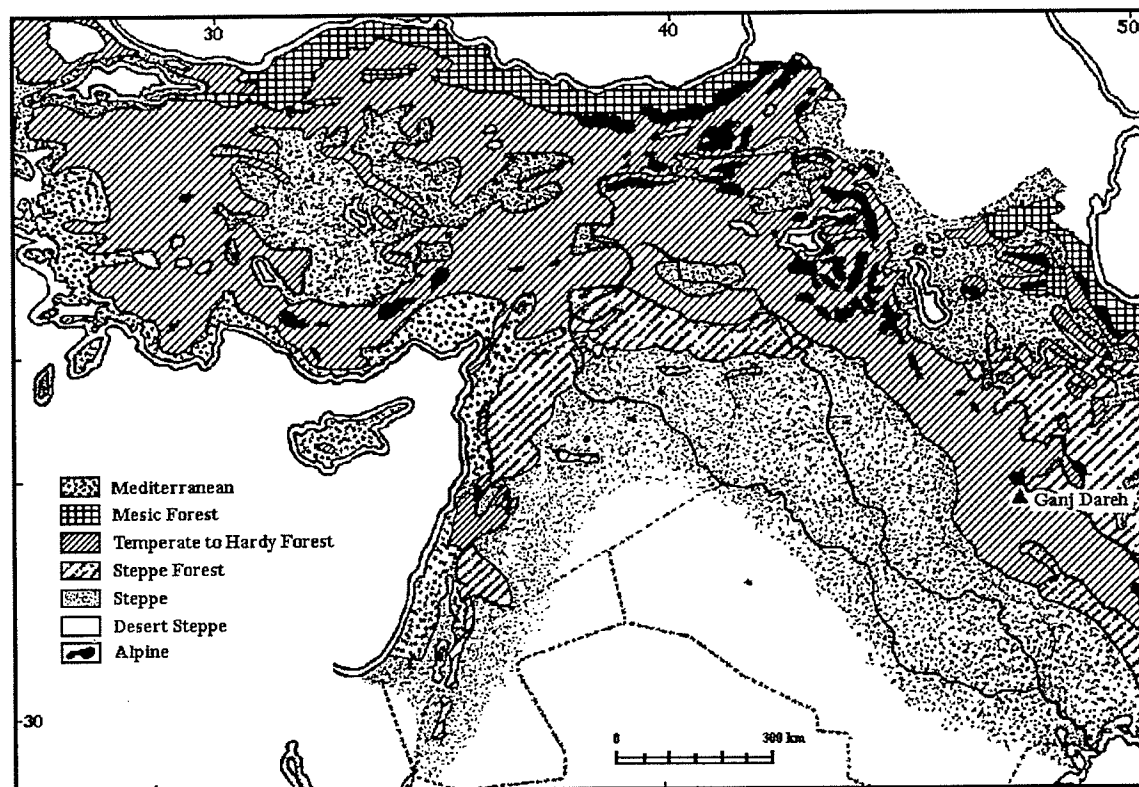 30
40
50
Mediterranean
Mesic Forest
Temperate to Hardy Forest
Steppe Forest
Steppe
Desert Steppe
Alpine
Ganj Dareh
30
0
300 km